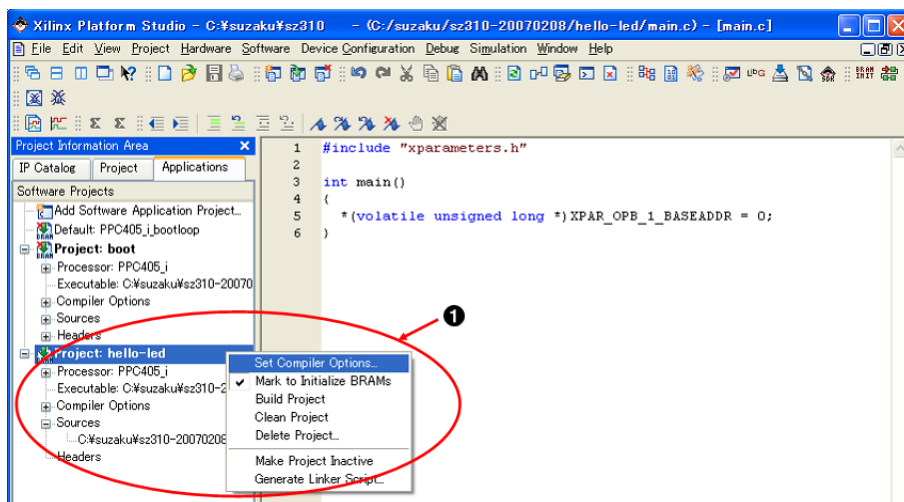 Xilinx Platform Studio - C:¥suzaku¥sz310 - (C:/suzaku/sz310-20070208/hello-led/main.c) - [main.c]
File Edit View Project Hardware Software Device Configuration Debug Simulation Window Help
Project Information Area
IP Catalog Project Applications
Software Projects
Add Software Application Project...
Default: PPC405_i_bootloop
Project: boot
Processor: PPC405_i
Executable: C:¥suzaku¥sz310-20070
Compiler Options
Sources
Headers
Project: hello-led
Processor: PPC405_i
Executable: C:¥suzaku¥sz310-2
Compiler Options
Sources
C:¥suzaku¥sz310-20070208
Headers
1 #include "xparameters.h"
2
3 int main()
4 {
5 *(volatile unsigned long *)XPAR_OPB_1_BASEADDR = 0;
6 }
❶
Set Compiler Options...
Mark to Initialize BRAMs
Build Project
Clean Project
Delete Project...
Make Project Inactive
Generate Linker Script...